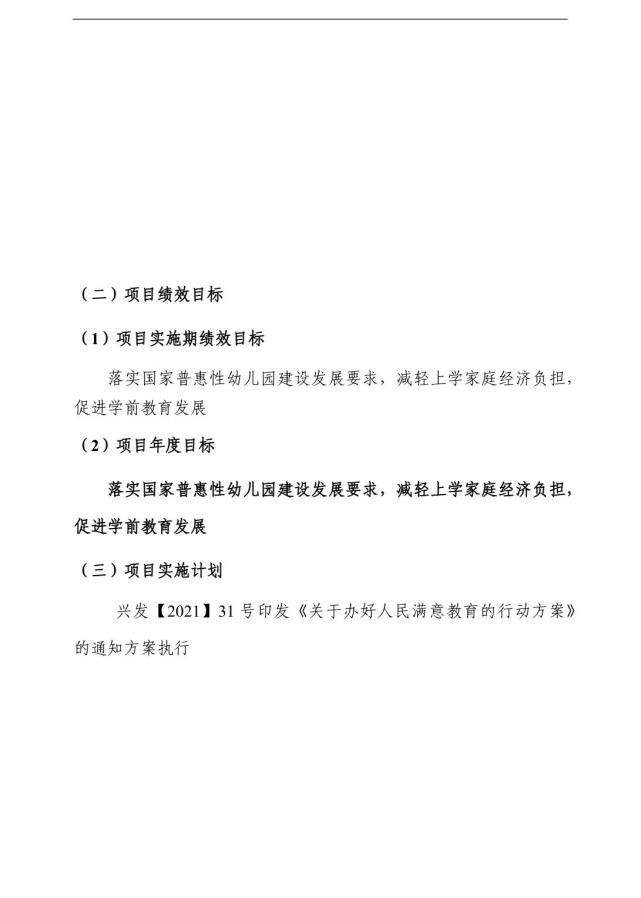 （二）项目绩效目标
（1）项目实施期绩效目标
落实国家普惠性幼儿园建设发展要求，减轻上学家庭经济负担，
促进学前教育发展
（2）项目年度目标
落实国家普惠性幼儿园建设发展要求，减轻上学家庭经济负担，
促进学前教育发展
（三）项目实施计划
兴发【2021】31 号印发《关于办好人民满意教育的行动方案》
的通知方案执行